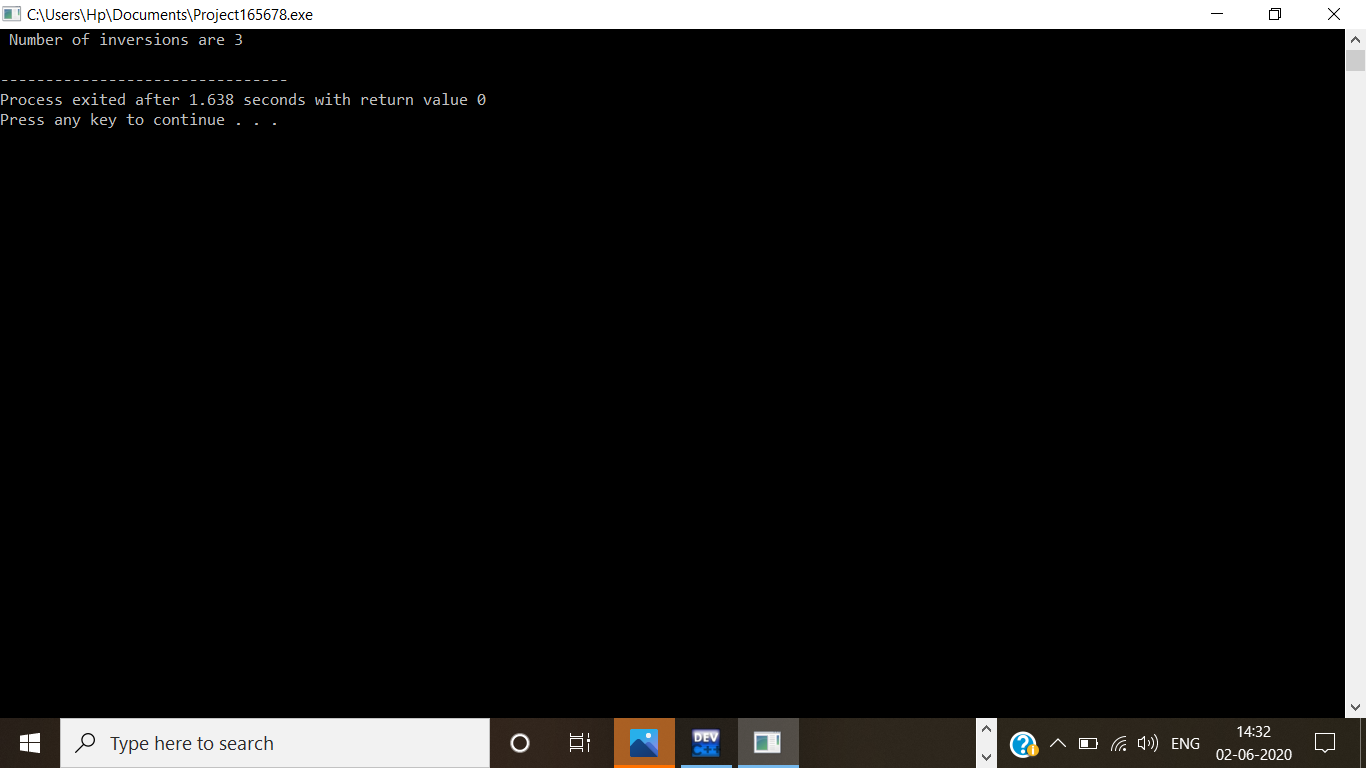 C:\Users\Hp\Documents\Project165678.exe
Number of inversions are 3
--------------------------------
Process exited after 1.638 seconds with return value 0
Press any key to continue . . .
Type here to search
DEV
C++
ENG
14:32
02-06-2020